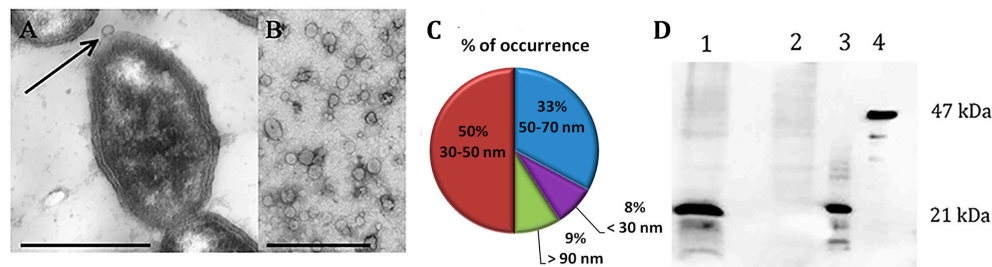 A
B
C
% of occurrence
50%
30-50 nm
33%
50-70 nm
8%
< 30 nm
9%
> 90 nm
D
1 2 3 4
47 kDa
21 kDa